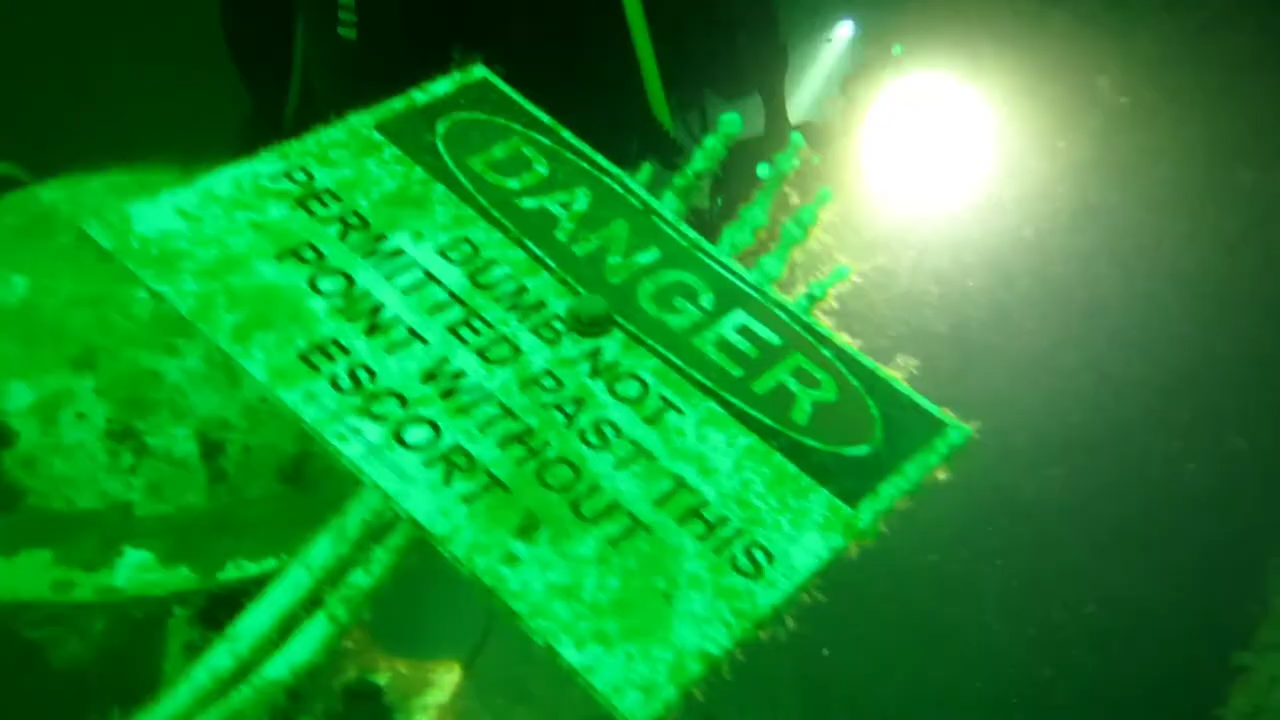 DANGER
DUMB NOT
PERMITTED PAST THIS
POINT WITHOUT
ESCORT